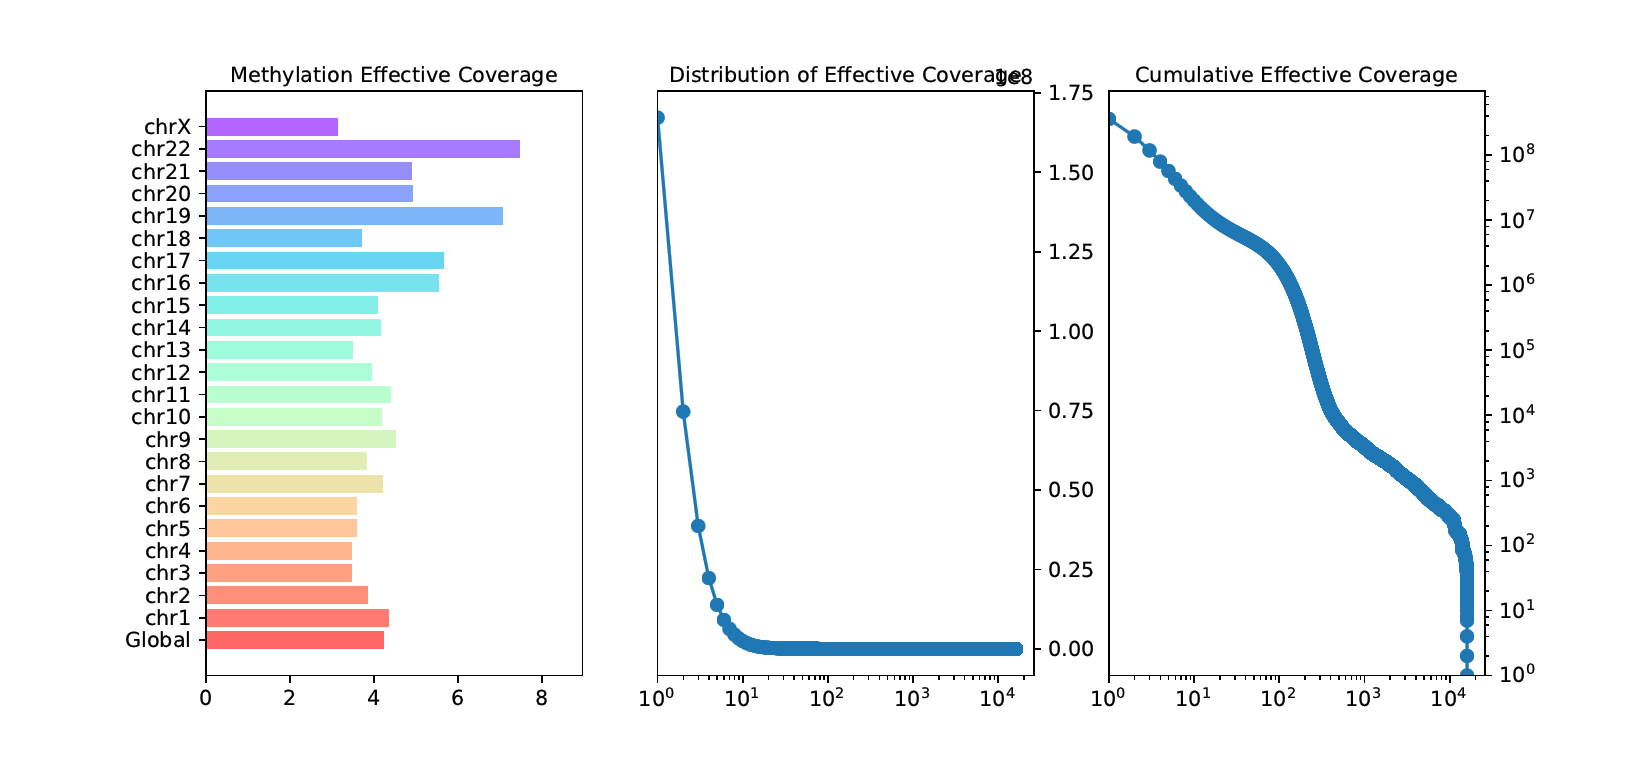 Methylation Effective Coverage
chrX
chr22
chr21
chr20
chr19
chr18
chr17
chr16
chr15
chr14
chr13
chr12
chr11
chr10
chr9
chr8
chr7
chr6
chr5
chr4
chr3
chr2
chr1
Global
0 2 4 6 8
Distribution of Effective Coverage
1e8
1.75
1.50
1.25
1.00
0.75
0.50
0.25
0.00
10⁰ 10¹ 10² 10³ 10⁴
Cumulative Effective Coverage
10⁸
10⁷
10⁶
10⁵
10⁴
10³
10²
10¹
10⁰
10⁰ 10¹ 10² 10³ 10⁴